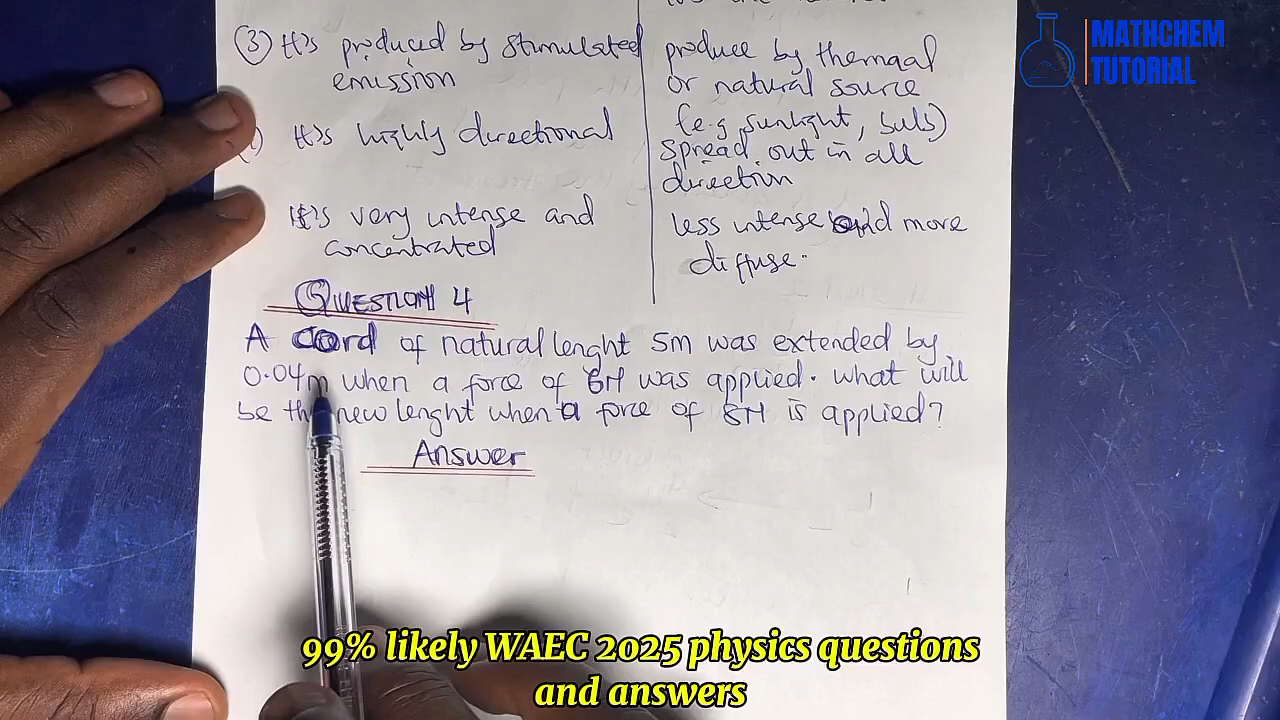 MATHCHEM
TUTORIAL
(3) It's produced by stimulated
emission
It's highly directional
It's very intense and
concentrated
produce by thermaal
or natural source
(e.g sunlight, bulb)
spread out in all
direction
less intense and more
diffuse.
QUESTION 4
A cord of natural lenght 5m was extended by
0.04m when a force of 6N was applied. what will
be the new lenght when a force of 8N is applied?
Answer
99% likely WAEC 2025 physics questions
and answers